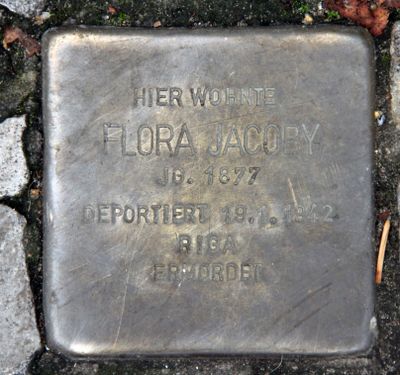 HIER WOHNTE
FLORA JACOBY
JG. 1877
DEPORTIERT 19.1.1942
RIGA
ERMORDET